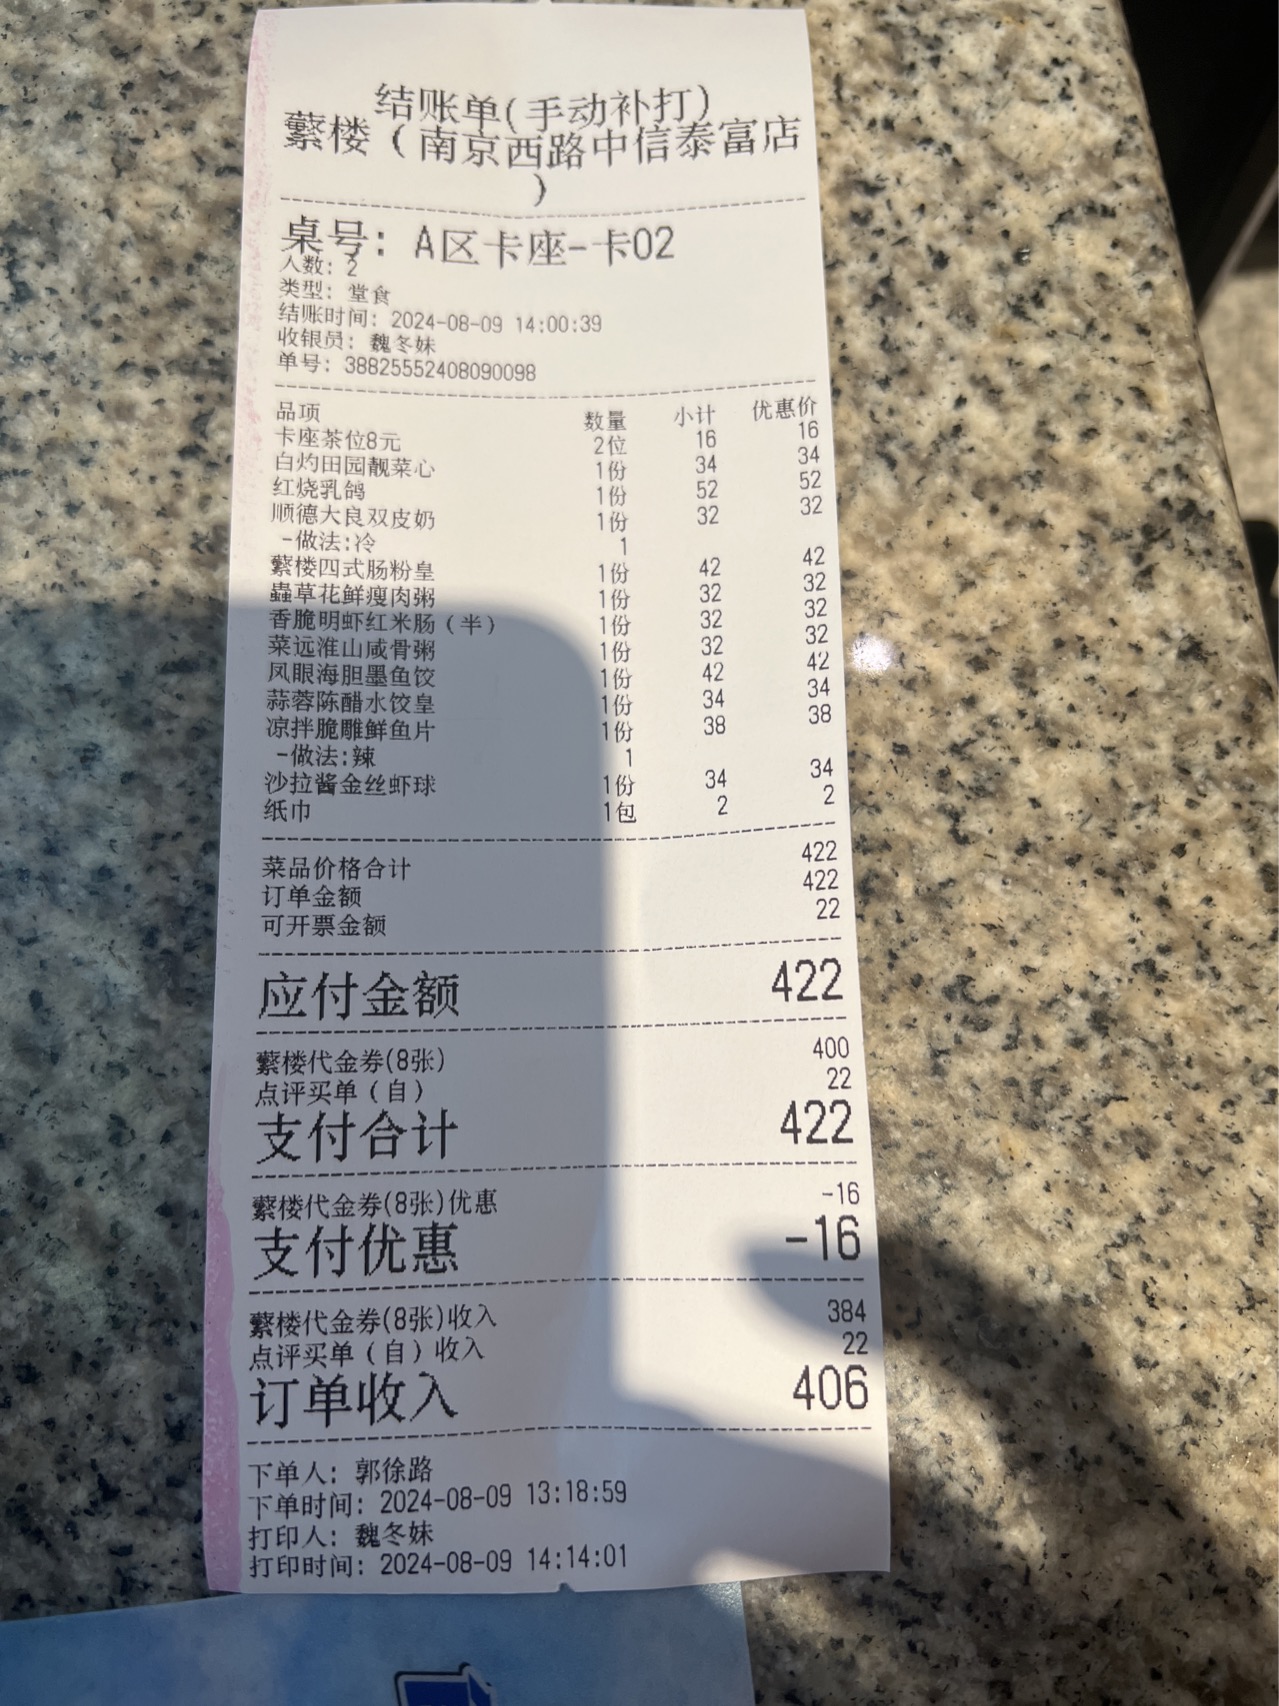 结账单(手动补打)
蘩楼（南京西路中信泰富店
）
桌号: A区卡座-卡02
人数: 2
类型: 堂食
结账时间: 2024-08-09 14:00:39
收银员: 魏冬妹
单号: 38825552408090098
品项 数量 小计 优惠价
卡座茶位8元 2位 16 16
白灼田园靓菜心 1份 34 34
红烧乳鸽 1份 52 52
顺德大良双皮奶 1份 32 32
-做法:冷 1
蘩楼四式肠粉皇 1份 42 42
蟲草花鲜瘦肉粥 1份 32 32
香脆明虾红米肠（半） 1份 32 32
菜远淮山咸骨粥 1份 32 32
凤眼海胆墨鱼饺 1份 42 42
蒜蓉陈醋水饺皇 1份 34 34
凉拌脆雕鲜鱼片 1份 38 38
-做法:辣 1
沙拉酱金丝虾球 1份 34 34
纸巾 1包 2 2
菜品价格合计 422
订单金额 422
可开票金额 22
应付金额 422
蘩楼代金券(8张) 400
点评买单（自） 22
支付合计 422
蘩楼代金券(8张)优惠 -16
支付优惠 -16
蘩楼代金券(8张)收入 384
点评买单（自）收入 22
订单收入 406
下单人: 郭徐路
下单时间: 2024-08-09 13:18:59
打印人: 魏冬妹
打印时间: 2024-08-09 14:14:01